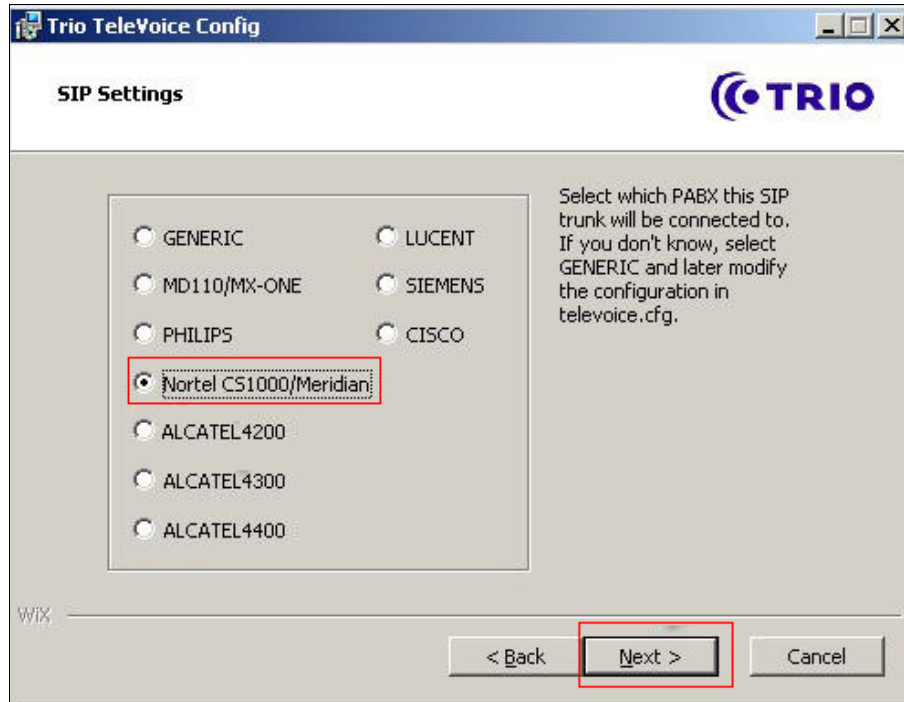 Trio TeleVoice Config
SIP Settings
TRIO
GENERIC
MD110/MX-ONE
PHILIPS
Nortel CS1000/Meridian
ALCATEL4200
ALCATEL4300
ALCATEL4400
LUCENT
SIEMENS
CISCO
Select which PABX this SIP
trunk will be connected to.
If you don't know, select
GENERIC and later modify
the configuration in
televoice.cfg.
WiX
< Back
Next >
Cancel